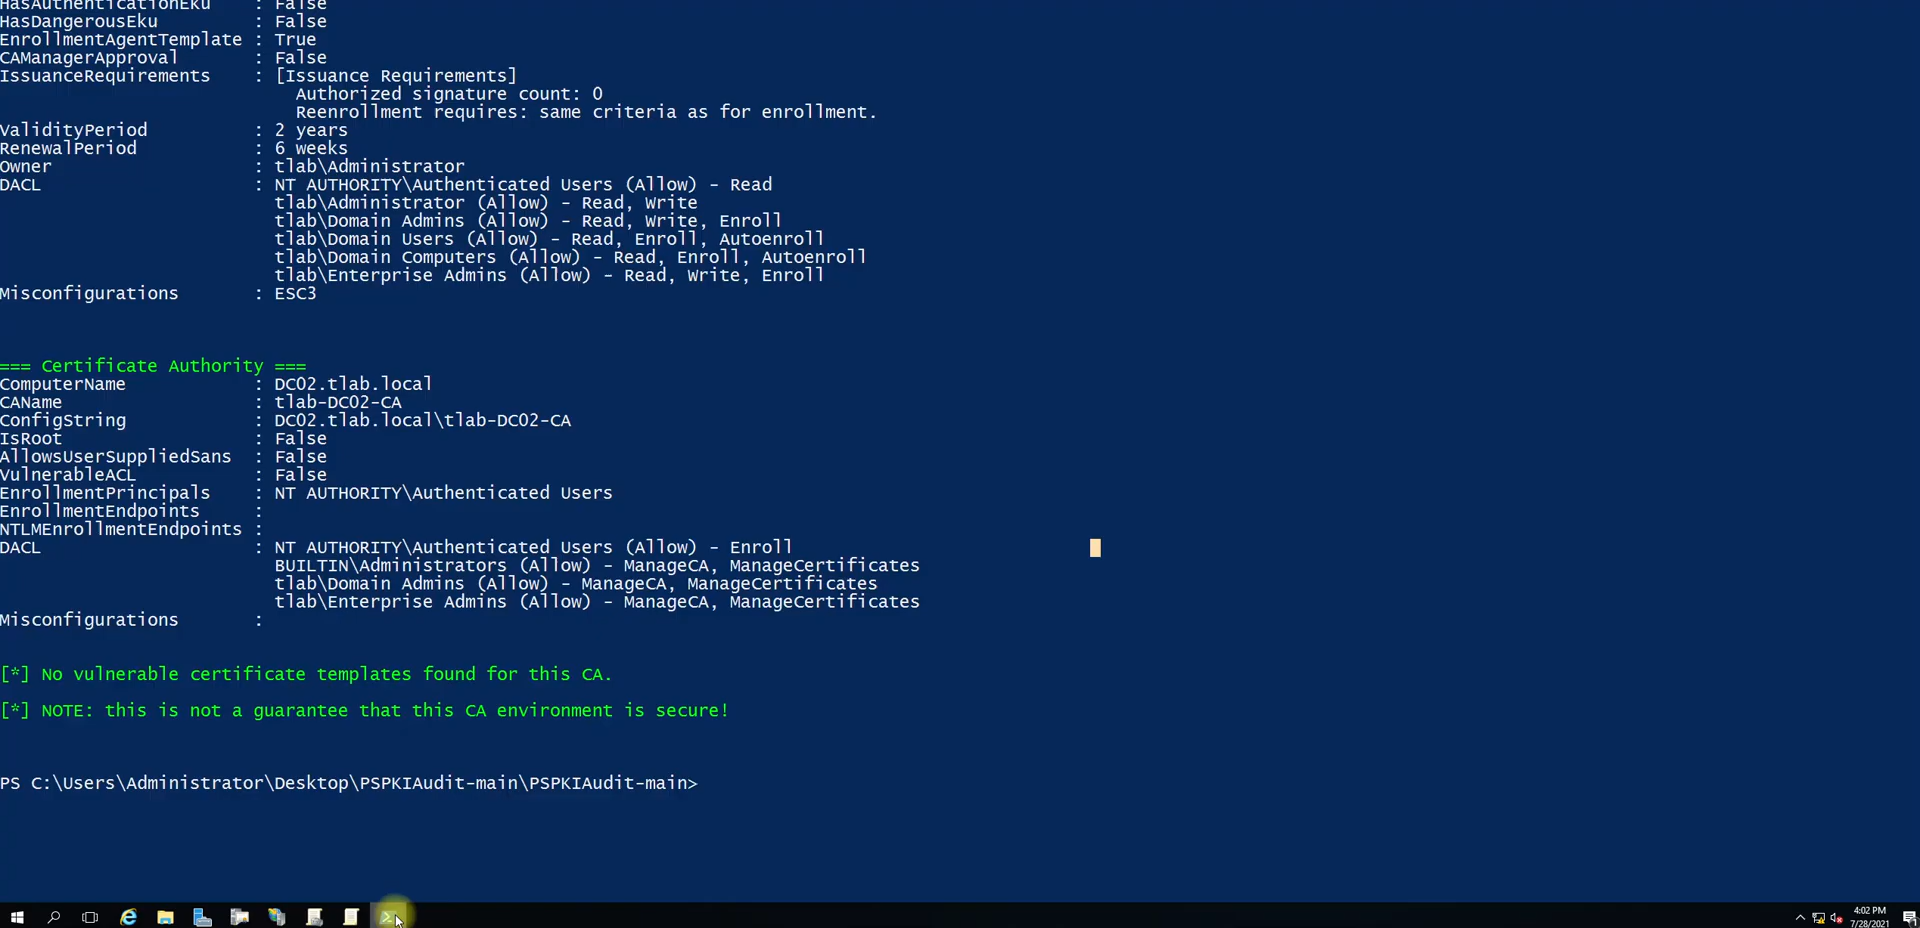 HasAuthenticationEku    : False
HasDangerousEku         : False
EnrollmentAgentTemplate : True
CAManagerApproval       : False
IssuanceRequirements    : [Issuance Requirements]
Authorized signature count: 0
Reenrollment requires: same criteria as for enrollment.
ValidityPeriod          : 2 years
RenewalPeriod           : 6 weeks
Owner                   : tlab\Administrator
DACL                    : NT AUTHORITY\Authenticated Users (Allow) - Read
tlab\Administrator (Allow) - Read, Write
tlab\Domain Admins (Allow) - Read, Write, Enroll
tlab\Domain Users (Allow) - Read, Enroll, Autoenroll
tlab\Domain Computers (Allow) - Read, Enroll, Autoenroll
tlab\Enterprise Admins (Allow) - Read, Write, Enroll
Misconfigurations       : ESC3
=== Certificate Authority ===
ComputerName            : DC02.tlab.local
CAName                  : tlab-DC02-CA
ConfigString            : DC02.tlab.local\tlab-DC02-CA
IsRoot                  : False
AllowsUserSuppliedSans  : False
VulnerableACL           : False
EnrollmentPrincipals    : NT AUTHORITY\Authenticated Users
EnrollmentEndpoints     :
NTLMEnrollmentEndpoints :
DACL                    : NT AUTHORITY\Authenticated Users (Allow) - Enroll
BUILTIN\Administrators (Allow) - ManageCA, ManageCertificates
tlab\Domain Admins (Allow) - ManageCA, ManageCertificates
tlab\Enterprise Admins (Allow) - ManageCA, ManageCertificates
Misconfigurations       :
[*] No vulnerable certificate templates found for this CA.
[*] NOTE: this is not a guarantee that this CA environment is secure!
PS C:\Users\Administrator\Desktop\PSPKIAudit-main\PSPKIAudit-main>
4:02 PM
7/28/2021